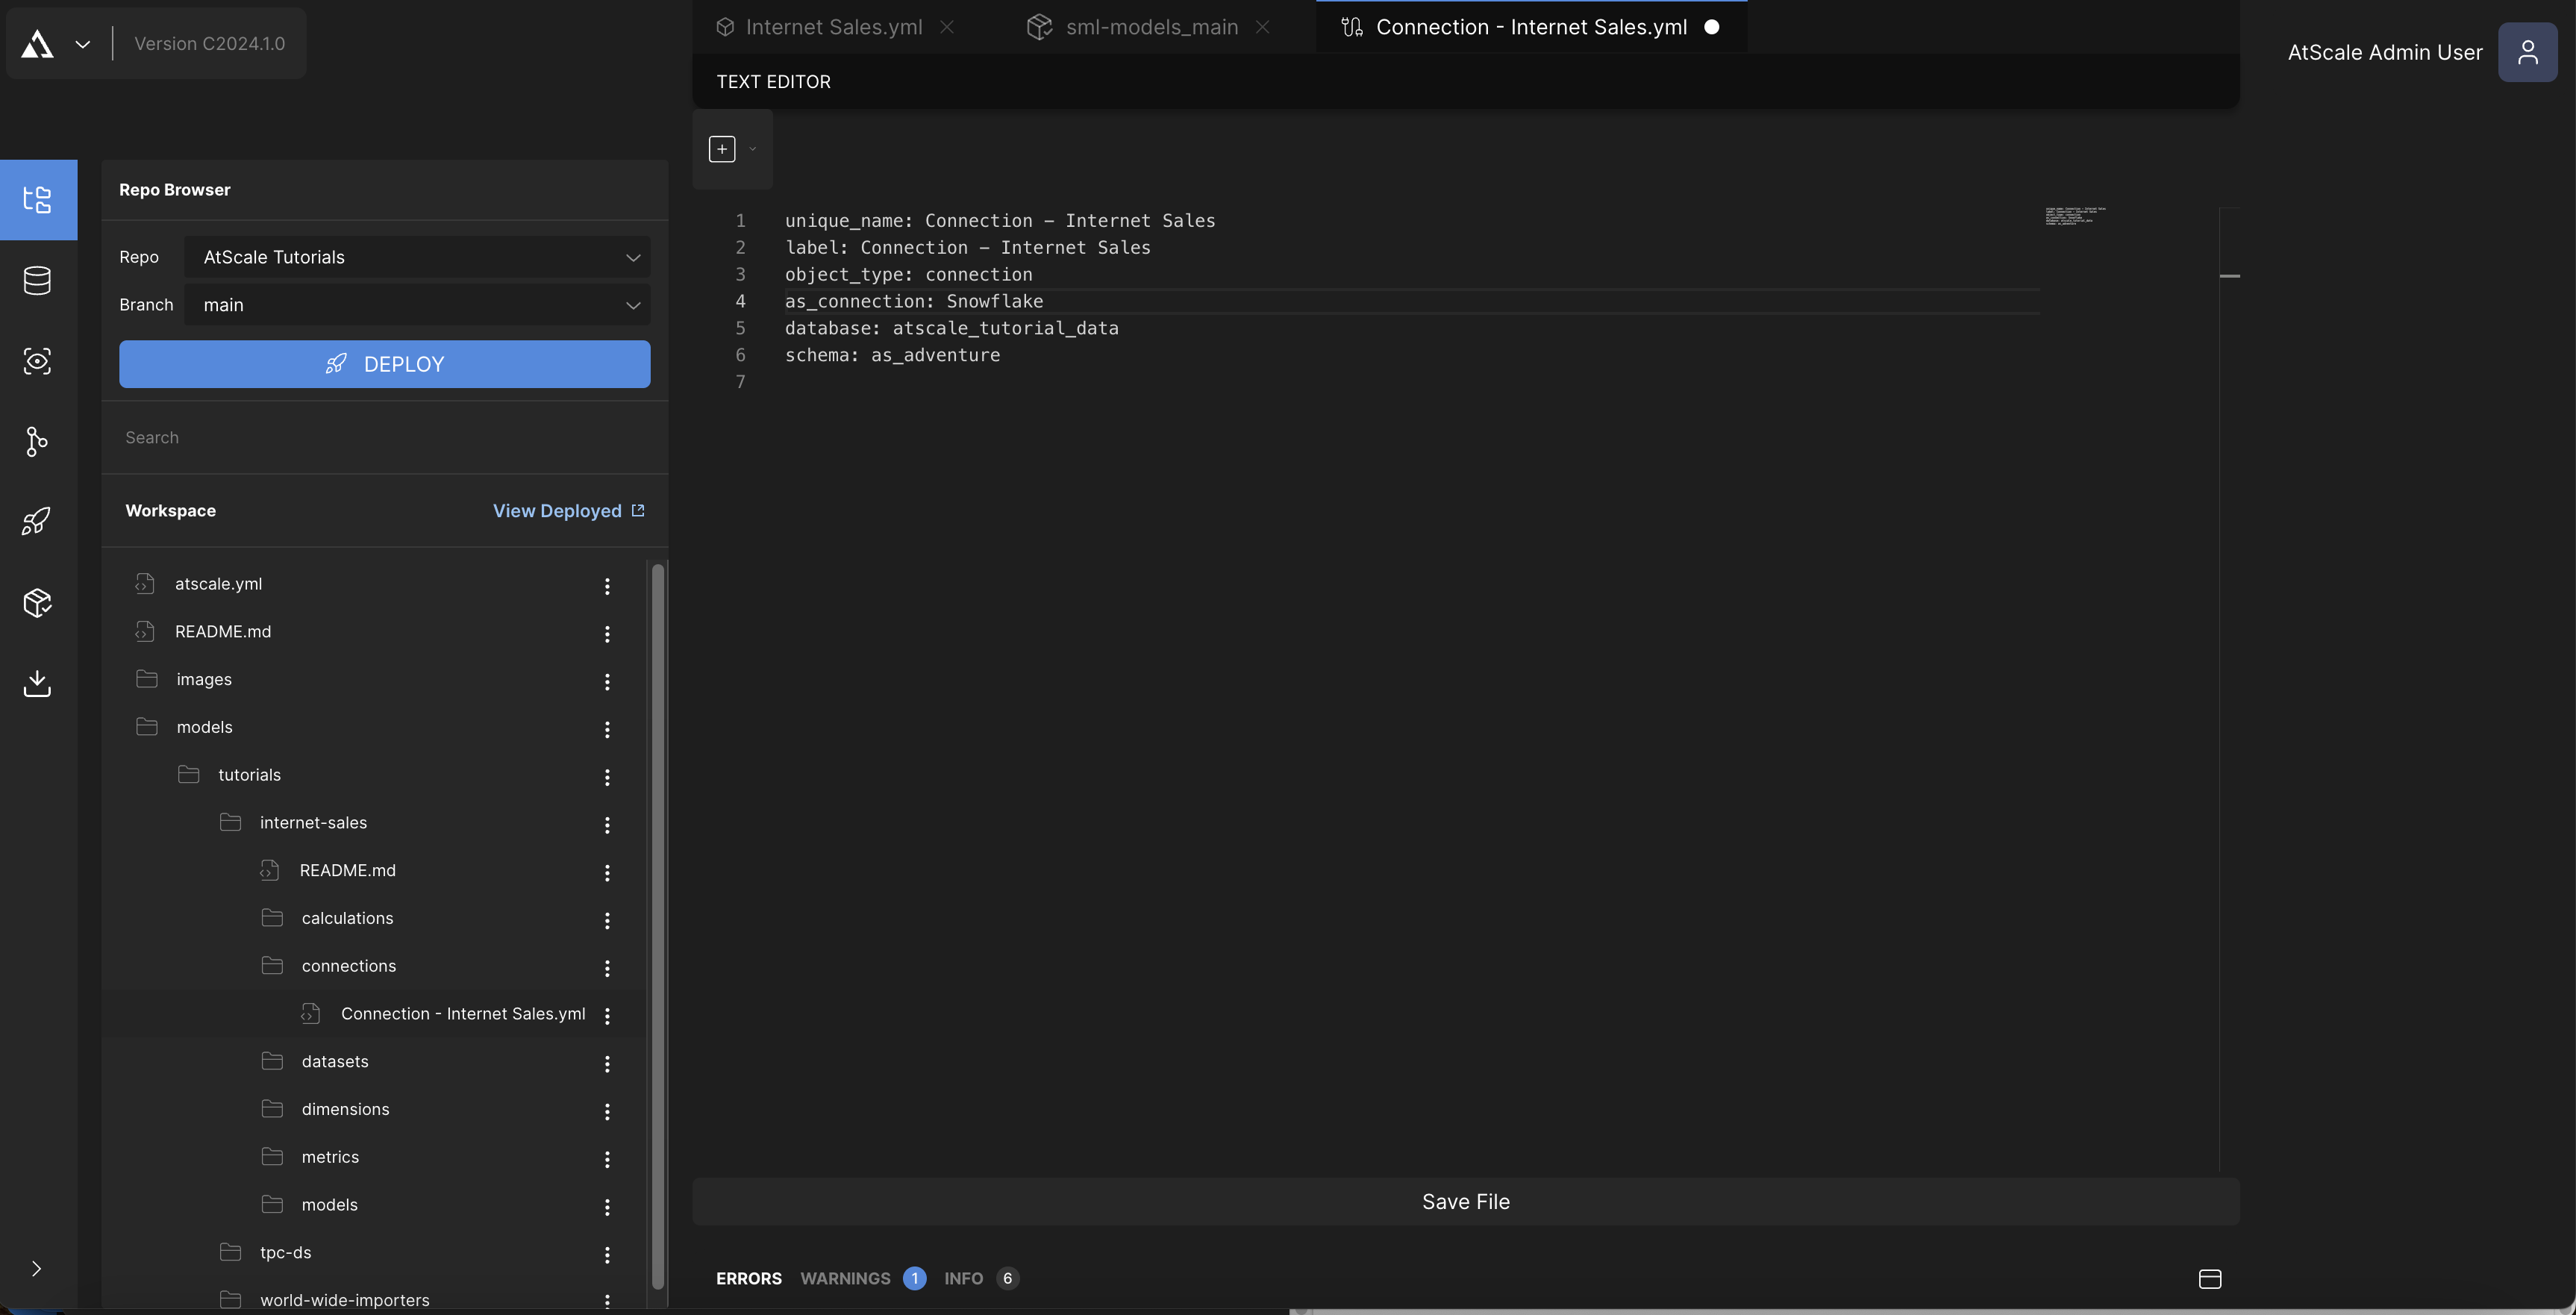 Version C2024.1.0
Internet Sales.yml
sml-models_main
Connection - Internet Sales.yml
AtScale Admin User
TEXT EDITOR
Repo Browser
Repo AtScale Tutorials
Branch main
DEPLOY
Search
Workspace View Deployed
atscale.yml
README.md
images
models
tutorials
internet-sales
README.md
calculations
connections
Connection - Internet Sales.yml
datasets
dimensions
metrics
models
tpc-ds
world-wide-importers
1 unique_name: Connection - Internet Sales
2 label: Connection - Internet Sales
3 object_type: connection
4 as_connection: Snowflake
5 database: atscale_tutorial_data
6 schema: as_adventure
7
Save File
ERRORS WARNINGS 1 INFO 6